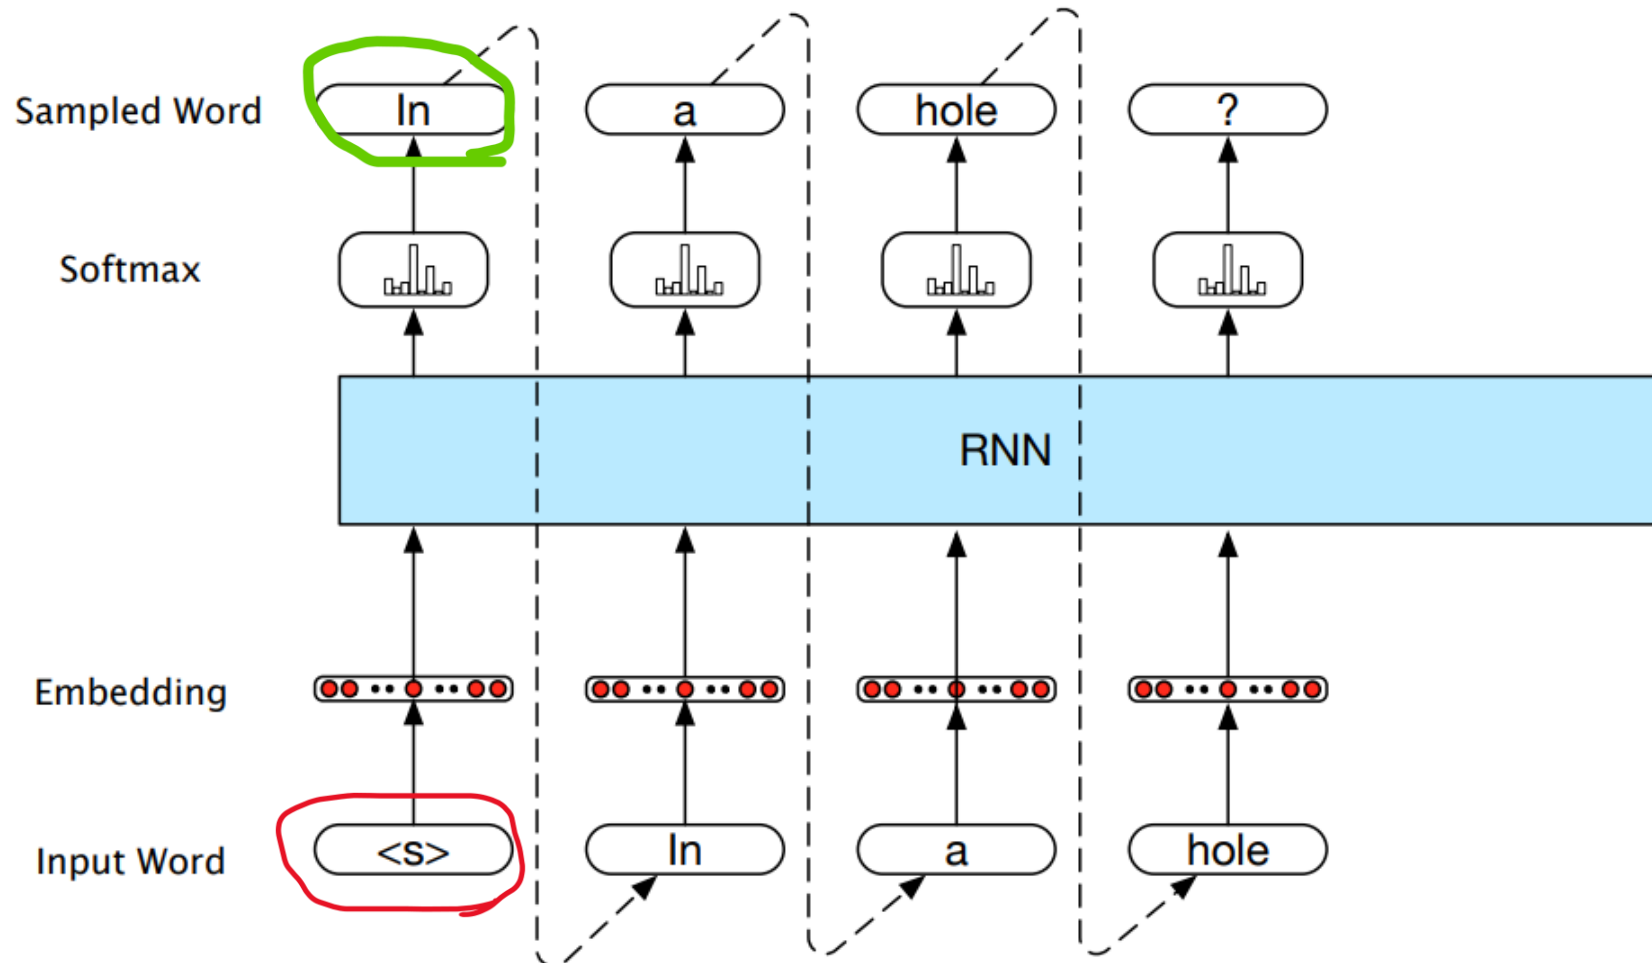 Sampled Word In a hole ?
Softmax
RNN
Embedding
Input Word <s> In a hole